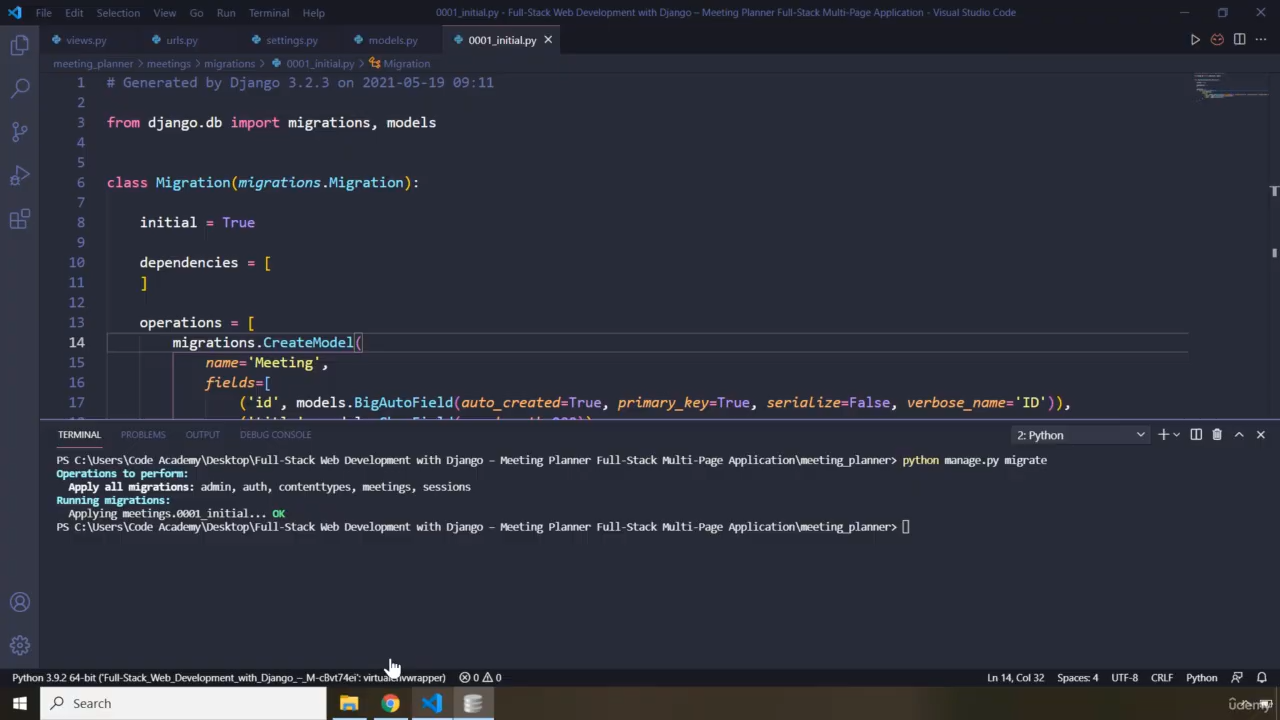 File Edit Selection View Go Run Terminal Help 0001_initial.py - Full-Stack Web Development with Django – Meeting Planner Full-Stack Multi-Page Application - Visual Studio Code
views.py urls.py settings.py models.py 0001_initial.py
meeting_planner > meetings > migrations > 0001_initial.py > Migration
1 # Generated by Django 3.2.3 on 2021-05-19 09:11
2
3 from django.db import migrations, models
4
5
6 class Migration(migrations.Migration):
7
8 initial = True
9
10 dependencies = [
11 ]
12
13 operations = [
14 migrations.CreateModel(
15 name='Meeting',
16 fields=[
17 ('id', models.BigAutoField(auto_created=True, primary_key=True, serialize=False, verbose_name='ID')),
TERMINAL PROBLEMS OUTPUT DEBUG CONSOLE 2: Python
PS C:\Users\Code Academy\Desktop\Full-Stack Web Development with Django – Meeting Planner Full-Stack Multi-Page Application\meeting_planner> python manage.py migrate
Operations to perform:
Apply all migrations: admin, auth, contenttypes, meetings, sessions
Running migrations:
Applying meetings.0001_initial... OK
PS C:\Users\Code Academy\Desktop\Full-Stack Web Development with Django – Meeting Planner Full-Stack Multi-Page Application\meeting_planner>
Python 3.9.2 64-bit ('Full-Stack_Web_Development_with_Django_–_M-cBvt74ei': virtualenvwrapper) 0 0 Ln 14, Col 32 Spaces: 4 UTF-8 CRLF Python
Search
udemy